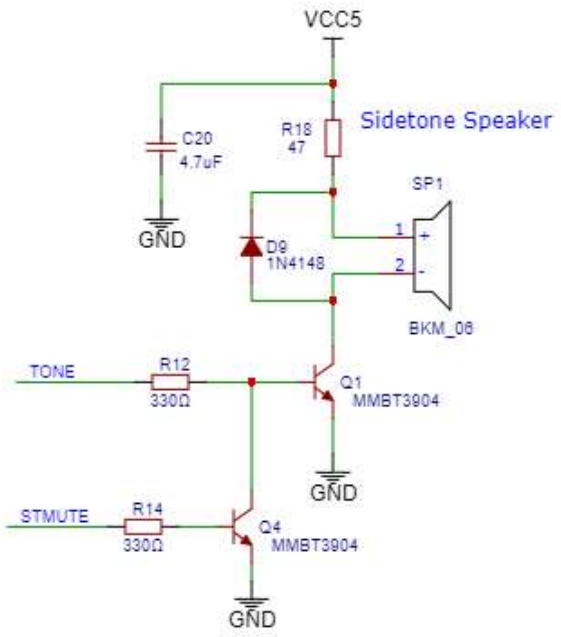 VCC5
Sidetone Speaker
C20
4.7uF
R18
47
SP1
GND
D9
1N4148
1
+
2
-
BKM_06
TONE
R12
330Ω
Q1
MMBT3904
GND
STMUTE
R14
330Ω
Q4
MMBT3904
GND